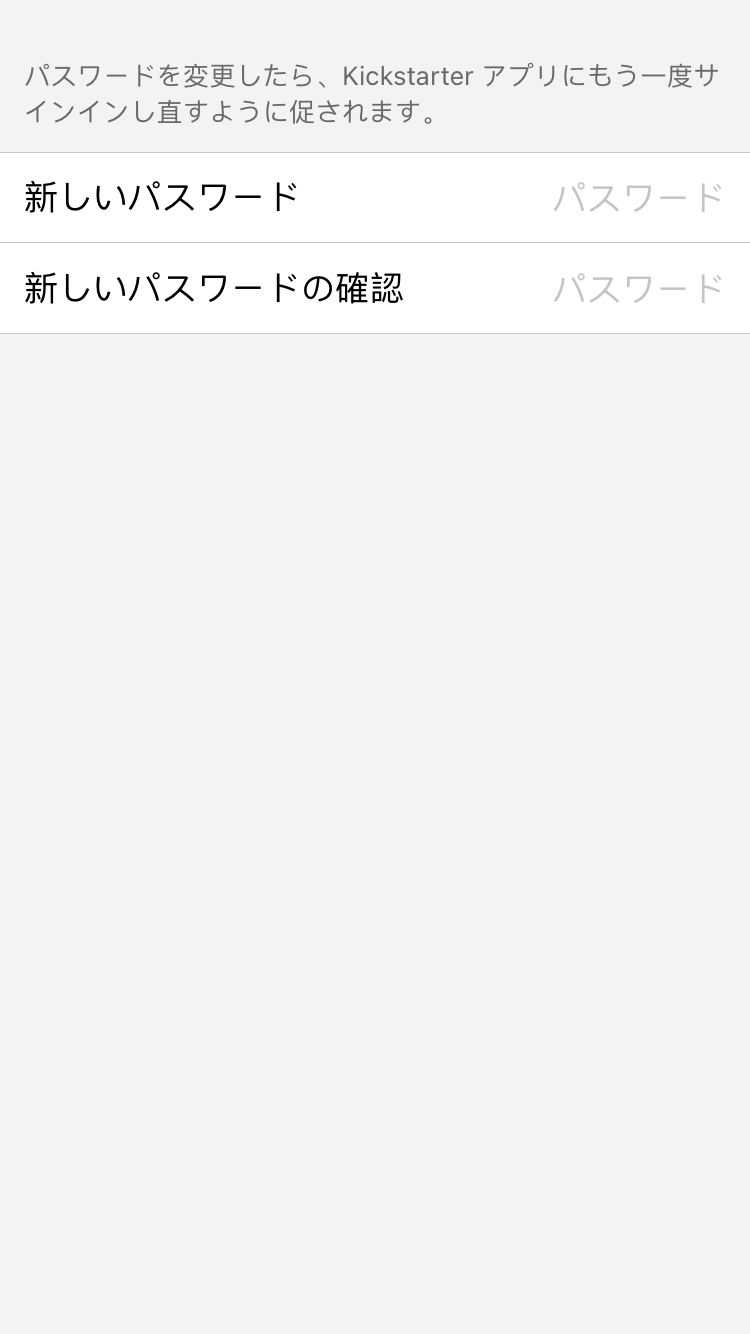 パスワードを変更したら、Kickstarter アプリにもう一度サ
インインし直すように促されます。
新しいパスワード パスワード
新しいパスワードの確認 パスワード